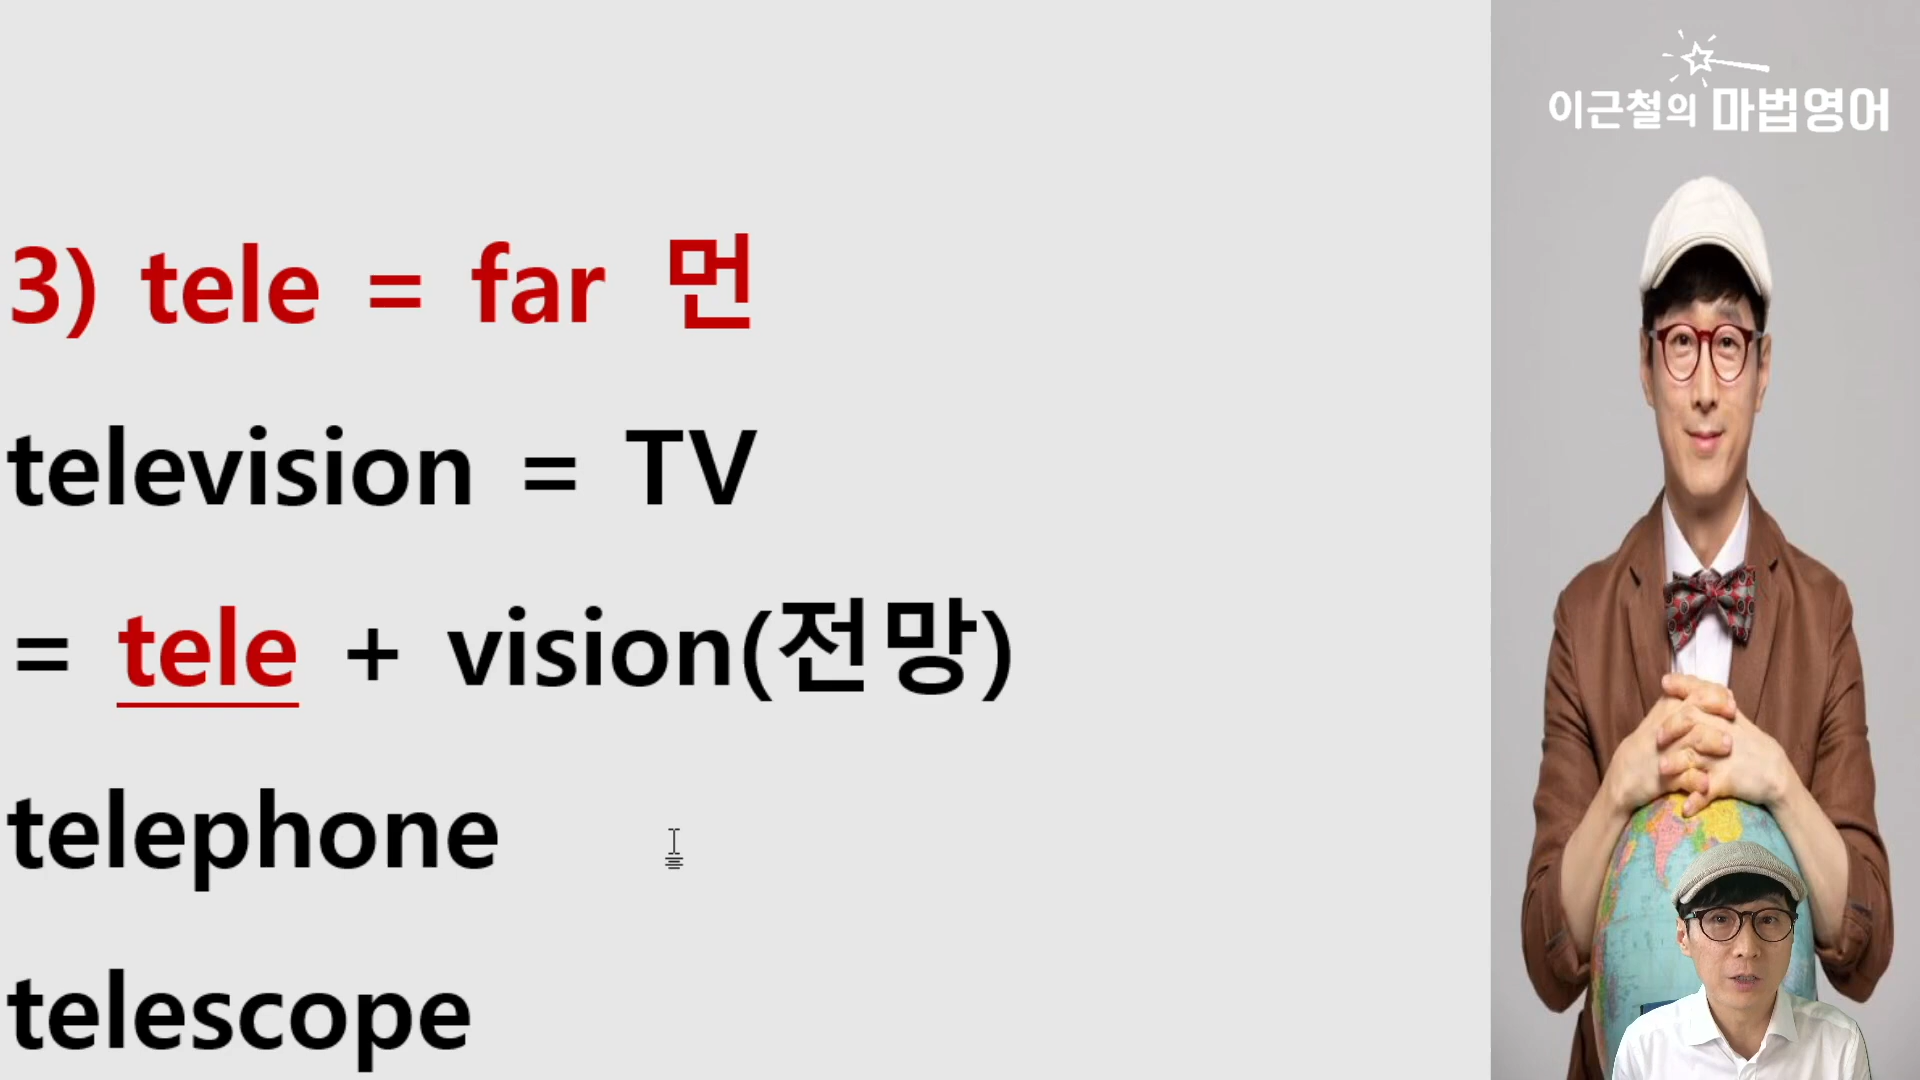 이근철의 마법영어
3) tele = far 먼
television = TV
= tele + vision(전망)
telephone
telescope